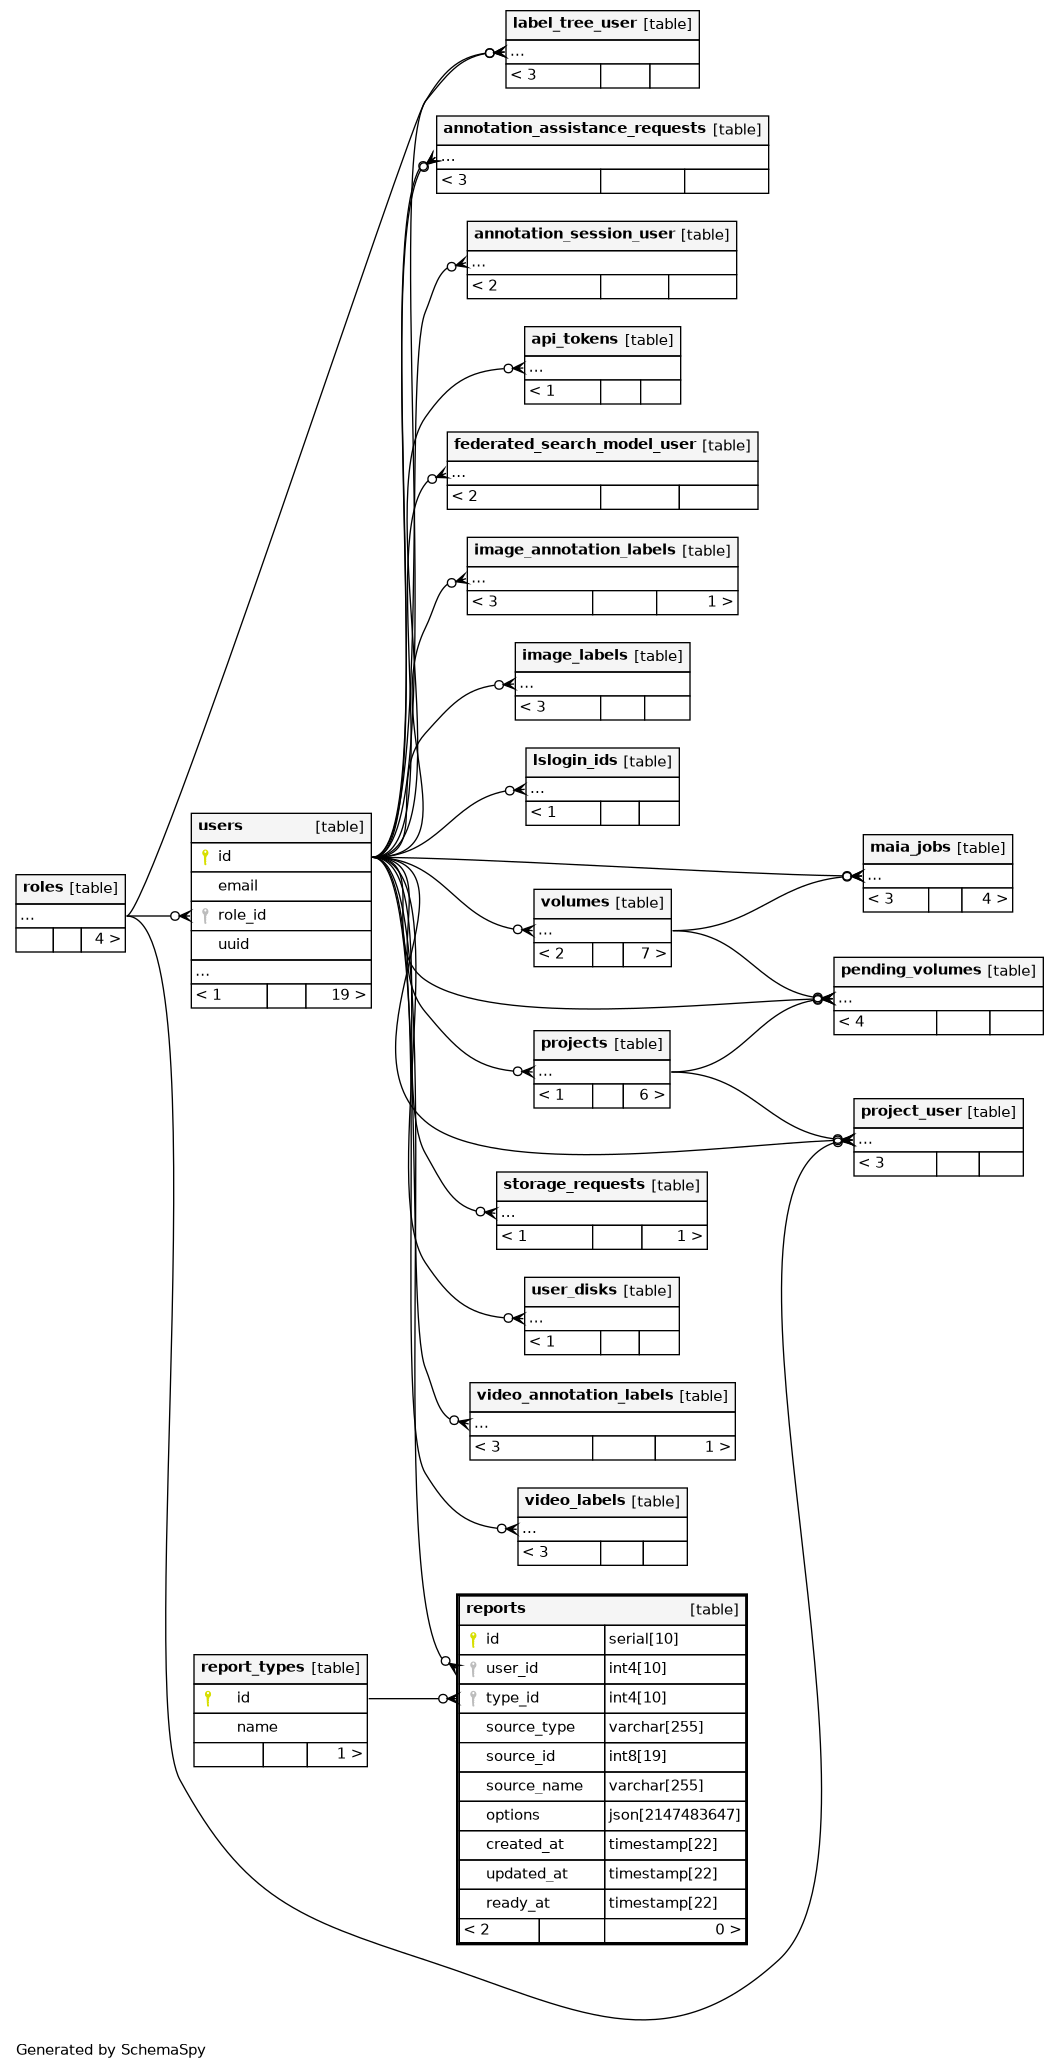 label_tree_user [table]
...
< 3
annotation_assistance_requests [table]
...
< 3
annotation_session_user [table]
...
< 2
api_tokens [table]
...
< 1
federated_search_model_user [table]
...
< 2
image_annotation_labels [table]
...
< 3 1 >
image_labels [table]
...
< 3
lslogin_ids [table]
...
< 1
users [table]
id
email
role_id
uuid
...
< 1 19 >
roles [table]
...
4 >
maia_jobs [table]
...
< 3 4 >
volumes [table]
...
< 2 7 >
pending_volumes [table]
...
< 4
projects [table]
...
< 1 6 >
project_user [table]
...
< 3
storage_requests [table]
...
< 1 1 >
user_disks [table]
...
< 1
video_annotation_labels [table]
...
< 3 1 >
video_labels [table]
...
< 3
reports [table]
id serial[10]
user_id int4[10]
type_id int4[10]
source_type varchar[255]
source_id int8[19]
source_name varchar[255]
options json[2147483647]
created_at timestamp[22]
updated_at timestamp[22]
ready_at timestamp[22]
< 2 0 >
report_types [table]
id
name
1 >
Generated by SchemaSpy